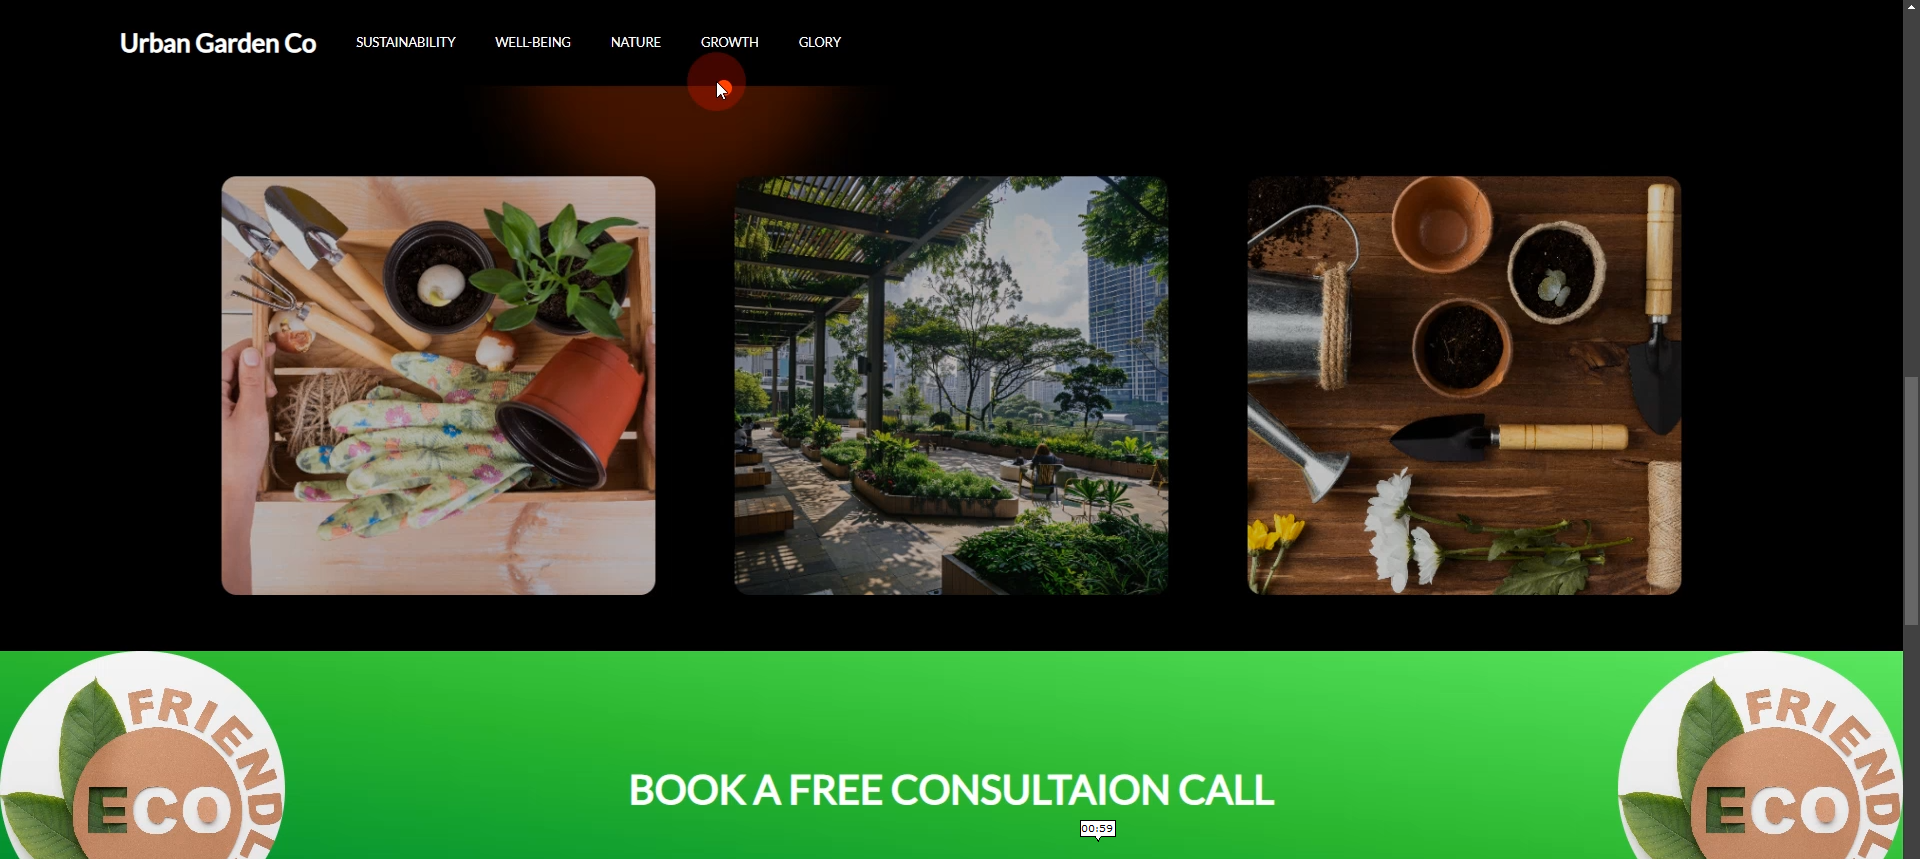 Urban Garden Co SUSTAINABILITY WELL-BEING NATURE GROWTH GLORY
FRIENDL
ECO
BOOK A FREE CONSULTAION CALL
FRIENDL
ECO
00:59